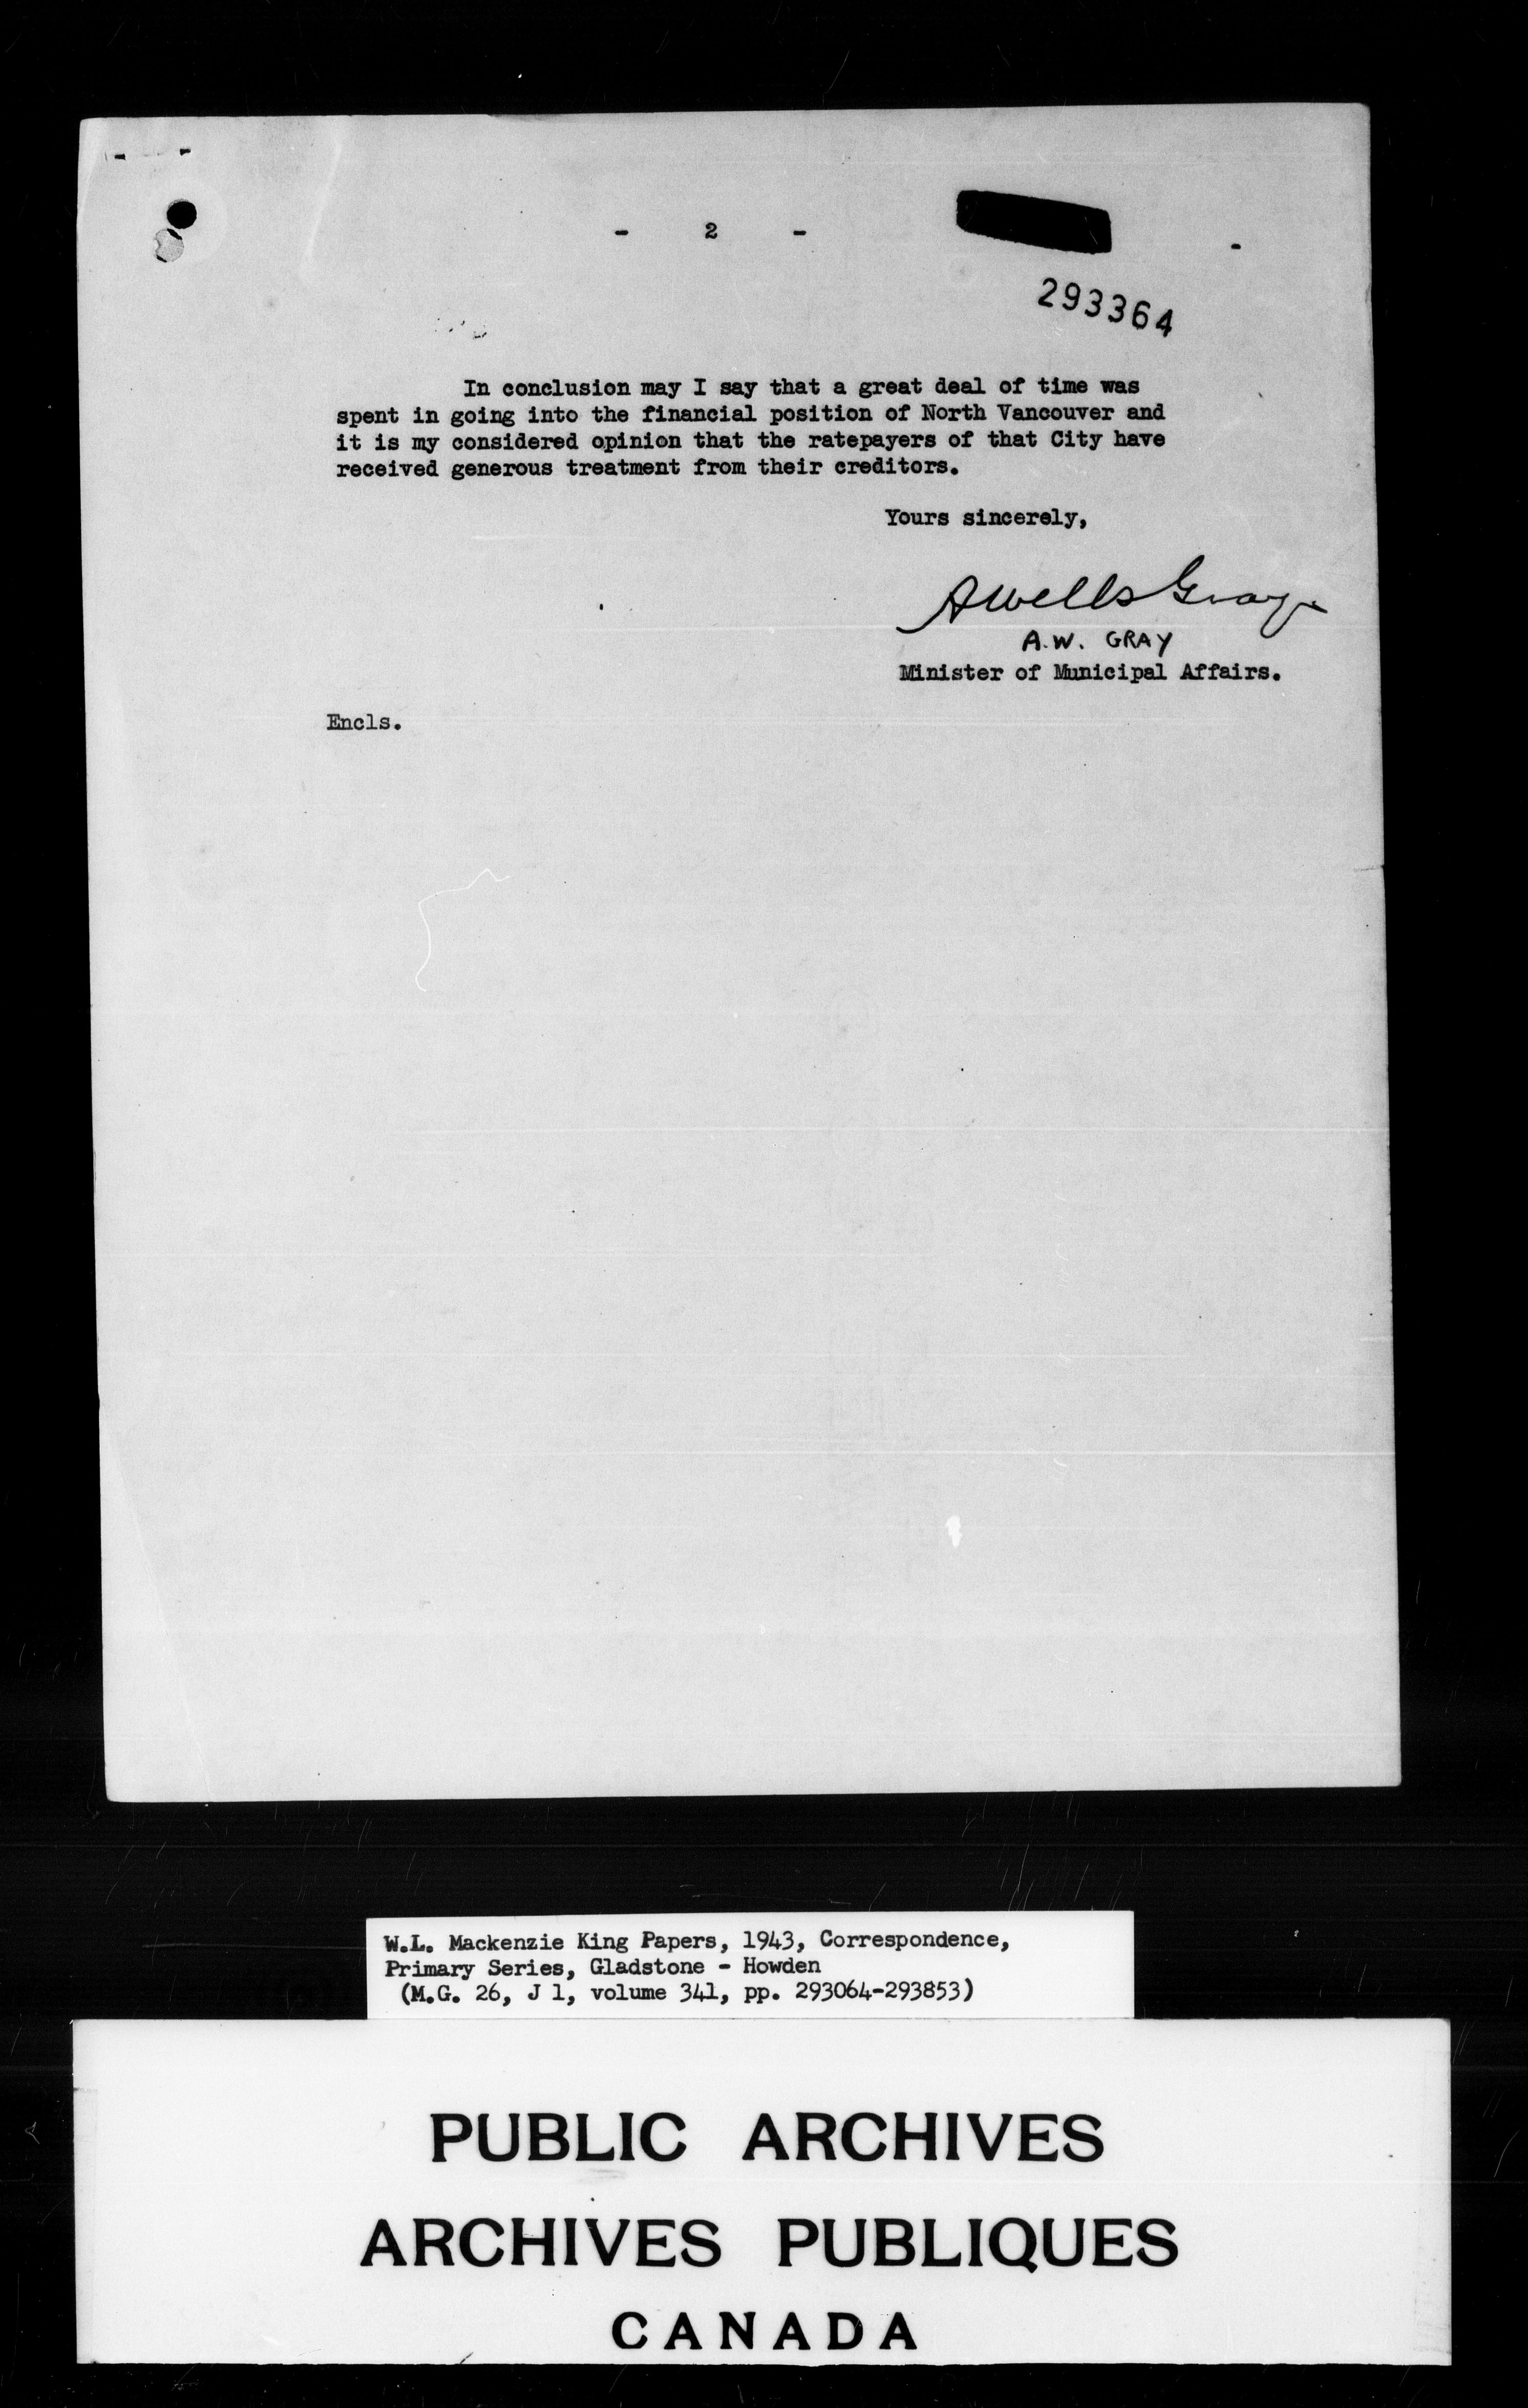 - 2 -
293364
In conclusion may I say that a great deal of time was
spent in going into the financial position of North Vancouver and
it is my considered opinion that the ratepayers of that City have
received generous treatment from their creditors.
Yours sincerely,
AWells Gray
A.W. GRAY
Minister of Municipal Affairs.
Encls.
W.L. Mackenzie King Papers, 1943, Correspondence,
Primary Series, Gladstone - Howden
(M.G. 26, J 1, volume 341, pp. 293064-293853)
PUBLIC ARCHIVES
ARCHIVES PUBLIQUES
CANADA